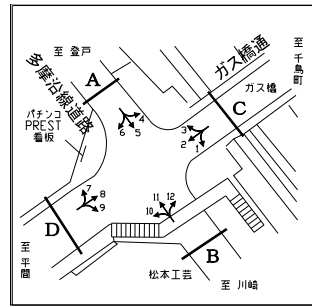 至 登戸
多摩沿線道路
A
ガス橋通
至 千鳥町
ガス橋
C
パチンコ
PREST
看板
4
6
5
3
2
1
7
8
9
11
12
10
D
B
至 平間
松本工芸
至 川崎